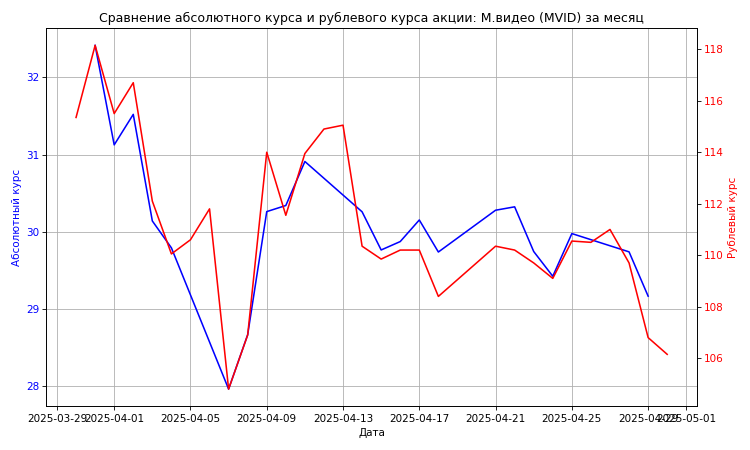 Сравнение абсолютного курса и рублевого курса акции: М.видео (MVID) за месяц
Абсолютный курс
32
31
30
29
28
118
116
114
112
110
108
106
Рублевый курс
2025-03-29 2025-04-01 2025-04-05 2025-04-09 2025-04-13 2025-04-17 2025-04-21 2025-04-25 2025-04-29 2025-05-01
Дата